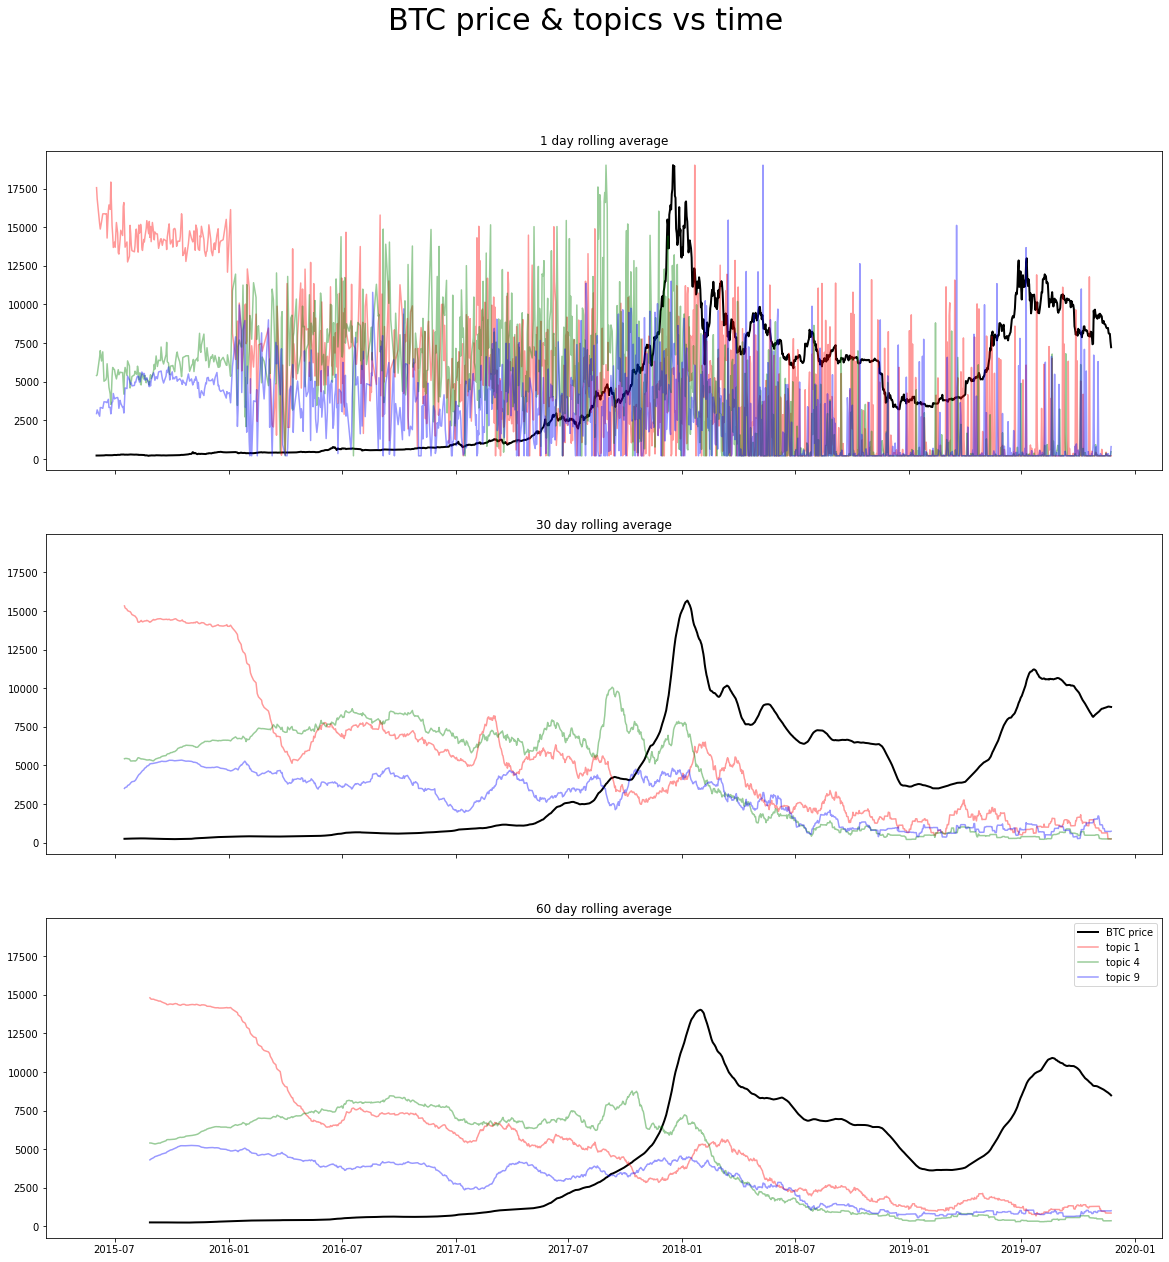 BTC price & topics vs time
1 day rolling average
17500
15000
12500
10000
7500
5000
2500
0
30 day rolling average
17500
15000
12500
10000
7500
5000
2500
0
60 day rolling average
BTC price
topic 1
topic 4
topic 9
17500
15000
12500
10000
7500
5000
2500
0
2015-07 2016-01 2016-07 2017-01 2017-07 2018-01 2018-07 2019-01 2019-07 2020-01